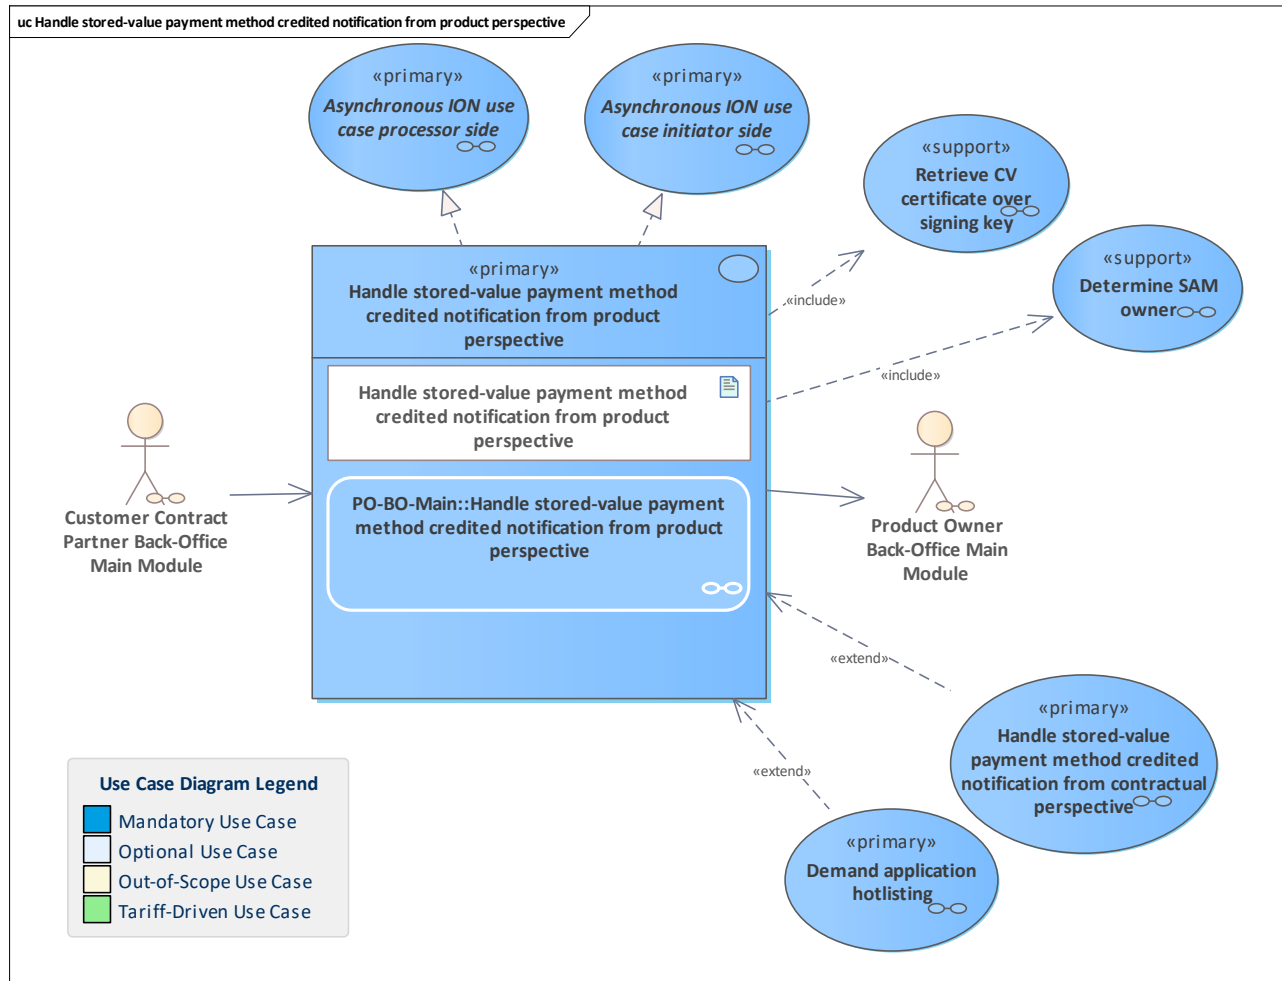 uc Handle stored-value payment method credited notification from product perspective
«primary»
Asynchronous ION use
case processor side
«primary»
Asynchronous ION use
case initiator side
«support»
Retrieve CV
certificate over
signing key
«support»
Determine SAM
owner
«primary»
Handle stored-value payment method
credited notification from product
perspective
«include»
«include»
Handle stored-value payment method
credited notification from product
perspective
PO-BO-Main::Handle stored-value payment
method credited notification from product
perspective
Customer Contract
Partner Back-Office
Main Module
Product Owner
Back-Office Main
Module
«extend»
«extend»
«primary»
Handle stored-value
payment method credited
notification from contractual
perspective
«primary»
Demand application
hotlisting
Use Case Diagram Legend
Mandatory Use Case
Optional Use Case
Out-of-Scope Use Case
Tariff-Driven Use Case